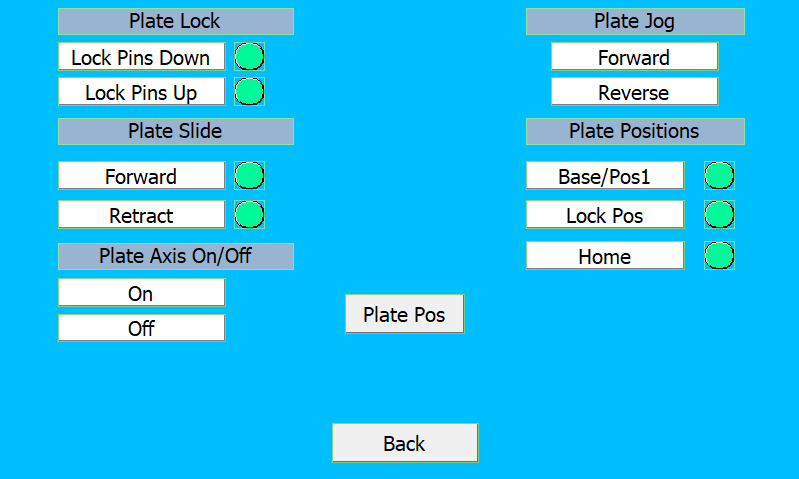 Plate Lock
Lock Pins Down
Lock Pins Up
Plate Slide
Forward
Retract
Plate Axis On/Off
On
Off
Plate Jog
Forward
Reverse
Plate Positions
Base/Pos1
Lock Pos
Home
Plate Pos
Back